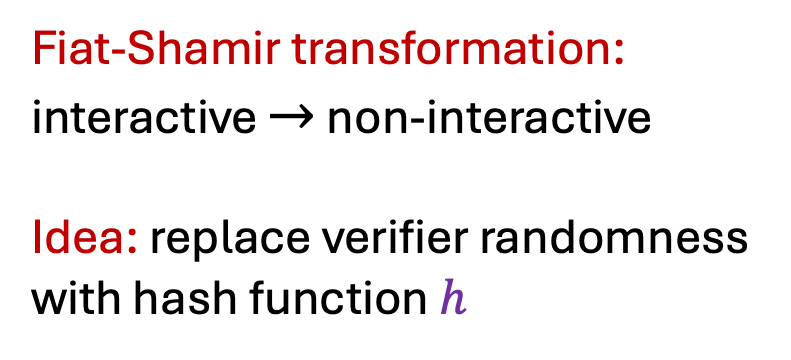 Fiat-Shamir transformation:
interactive → non-interactive
Idea: replace verifier randomness
with hash function h